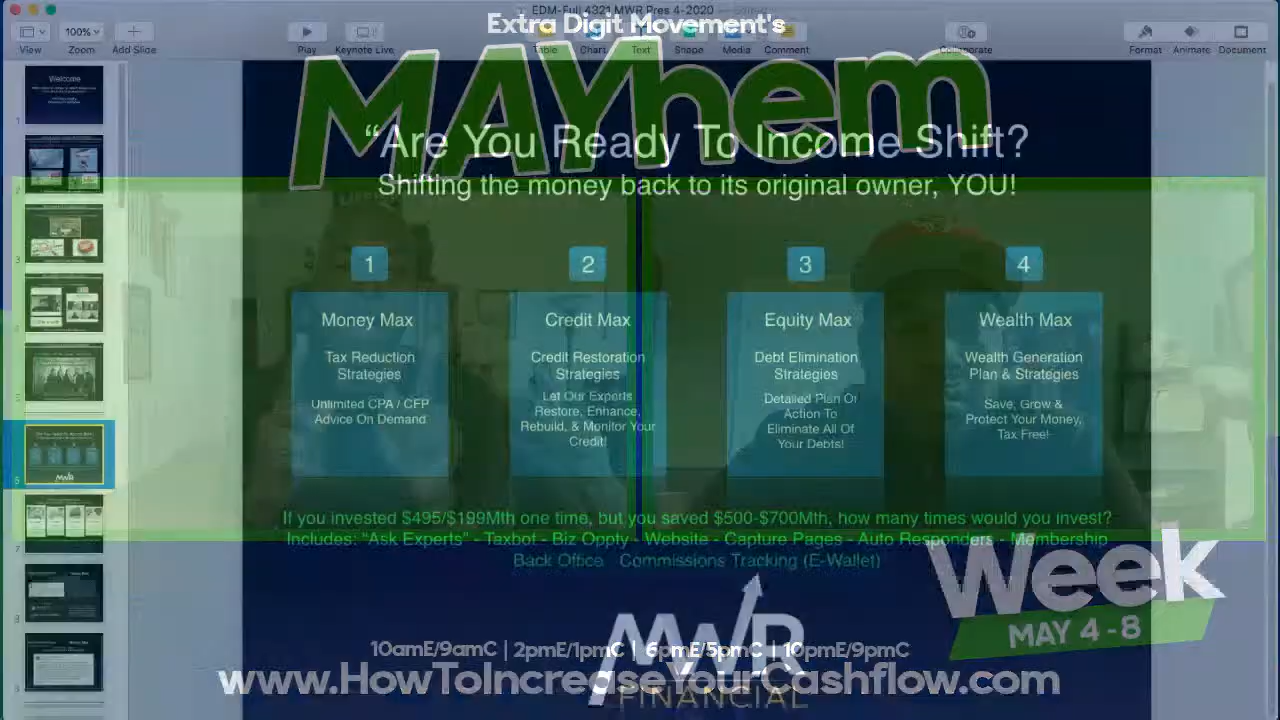 EDM-Full 4321 MWR Pres 4-2020
Extra Digit Movement's
100%
View
Zoom
Add Slide
Play
Keynote Live
Table
Chart
Text
Shape
Media
Comment
Collaborate
Format
Animate
Document
Welcome
MAYhem
“Are You Ready To Income Shift?
Shifting the money back to its original owner, YOU!
1
2
3
4
Money Max
Tax Reduction
Strategies
Unlimited CPA / CFP
Advice On Demand
Credit Max
Credit Restoration
Strategies
Let Our Experts
Restore, Enhance,
Rebuild, & Monitor Your
Credit!
Equity Max
Debt Elimination
Strategies
Detailed Plan Of
Action To
Eliminate All Of
Your Debts!
Wealth Max
Wealth Generation
Plan & Strategies
Save, Grow &
Protect Your Money,
Tax Free!
If you invested $495/$199Mth one time, but you saved $500-$700Mth, how many times would you invest?
Includes: “Ask Experts” - Taxbot - Biz Oppty - Website - Capture Pages - Auto Responders - Membership
Back Office Commissions Tracking (E-Wallet)
Week
MAY 4-8
MWR
FINANCIAL
10amE/9amC | 2pmE/1pmC | 6pmE/5pmC | 10pmE/9pmC
www.HowToIncreaseYourCashflow.com